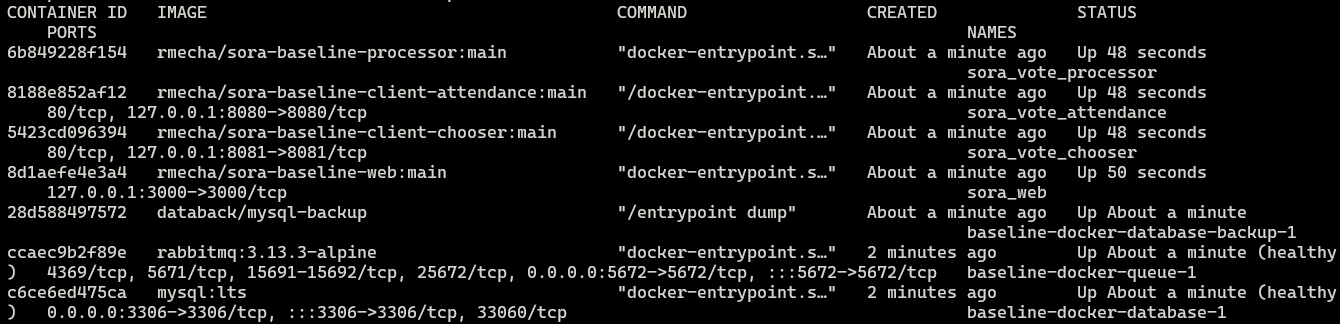 CONTAINER ID   IMAGE                                         COMMAND                  CREATED              STATUS
    PORTS                                                                                       NAMES
6b849228f154   rmecha/sora-baseline-processor:main           "docker-entrypoint.s…"   About a minute ago   Up 48 seconds
                                                                                                sora_vote_processor
8188e852af12   rmecha/sora-baseline-client-attendance:main   "/docker-entrypoint.…"   About a minute ago   Up 48 seconds
    80/tcp, 127.0.0.1:8080->8080/tcp                                                            sora_vote_attendance
5423cd096394   rmecha/sora-baseline-client-chooser:main      "/docker-entrypoint.…"   About a minute ago   Up 48 seconds
    80/tcp, 127.0.0.1:8081->8081/tcp                                                            sora_vote_chooser
8d1aefe4e3a4   rmecha/sora-baseline-web:main                 "docker-entrypoint.s…"   About a minute ago   Up 50 seconds
    127.0.0.1:3000->3000/tcp                                                                    sora_web
28d588497572   databack/mysql-backup                         "/entrypoint dump"       About a minute ago   Up About a minute
                                                                                                baseline-docker-database-backup-1
ccaec9b2f89e   rabbitmq:3.13.3-alpine                        "docker-entrypoint.s…"   2 minutes ago        Up About a minute (healthy
)   4369/tcp, 5671/tcp, 15691-15692/tcp, 25672/tcp, 0.0.0.0:5672->5672/tcp, :::5672->5672/tcp   baseline-docker-queue-1
c6ce6ed475ca   mysql:lts                                     "docker-entrypoint.s…"   2 minutes ago        Up About a minute (healthy
)   0.0.0.0:3306->3306/tcp, :::3306->3306/tcp, 33060/tcp                                        baseline-docker-database-1